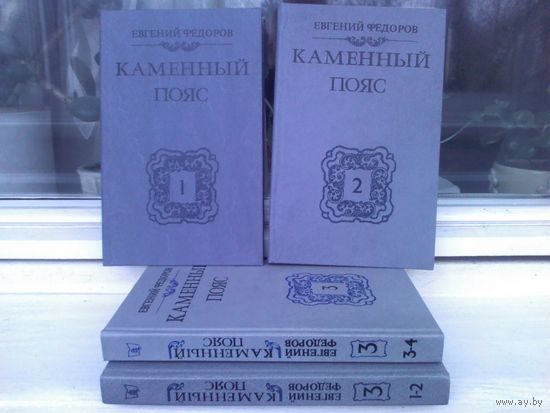 ЕВГЕНИЙ ФЕДОРОВ
КАМЕННЫЙ
ПОЯС
1
ЕВГЕНИЙ ФЕДОРОВ
КАМЕННЫЙ
ПОЯС
2
ЕВГЕНИЙ ФЕДОРОВ
КАМЕННЫЙ
ПОЯС
3
ЕВГЕНИЙ
ФЕДОРОВ
КАМЕННЫЙ
ПОЯС
3
3-4
ЕВГЕНИЙ
ФЕДОРОВ
КАМЕННЫЙ
ПОЯС
3
1-2
www.ay.by